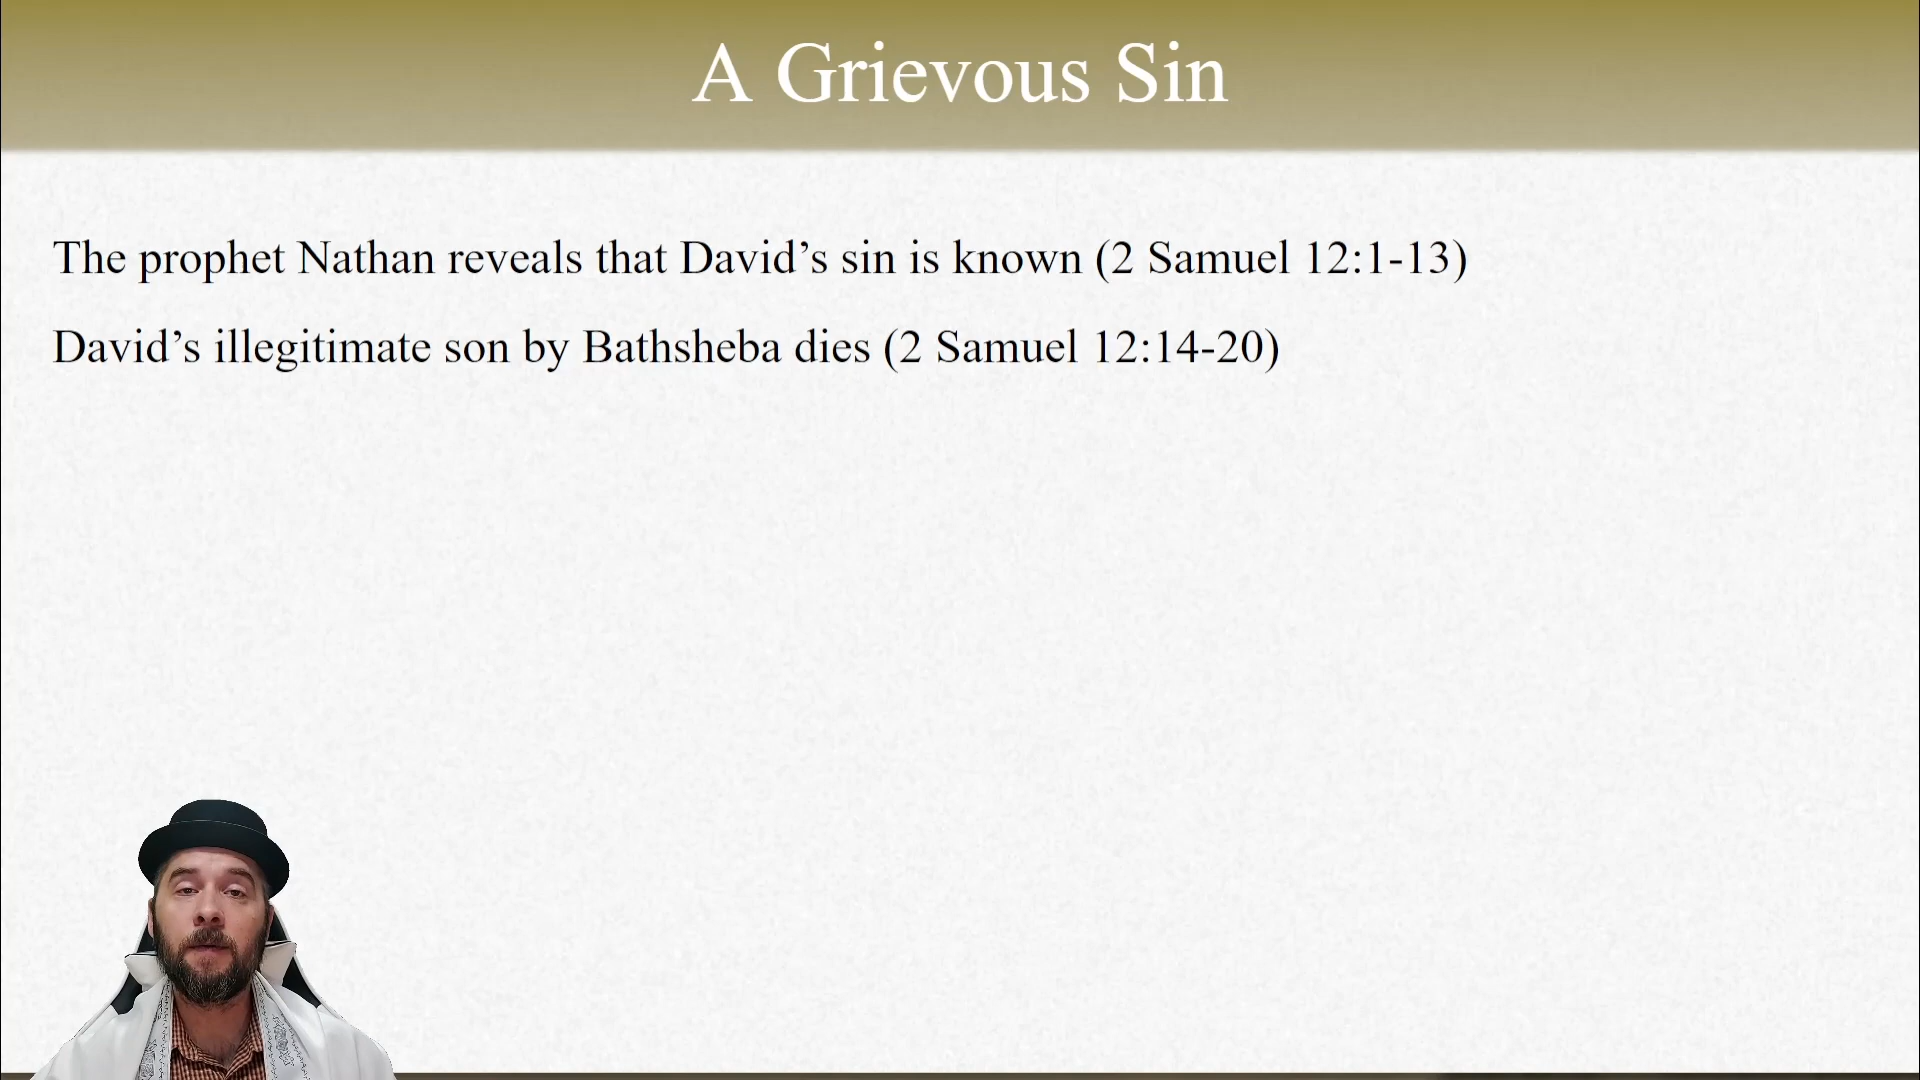 A Grievous Sin
The prophet Nathan reveals that David’s sin is known (2 Samuel 12:1-13)
David’s illegitimate son by Bathsheba dies (2 Samuel 12:14-20)